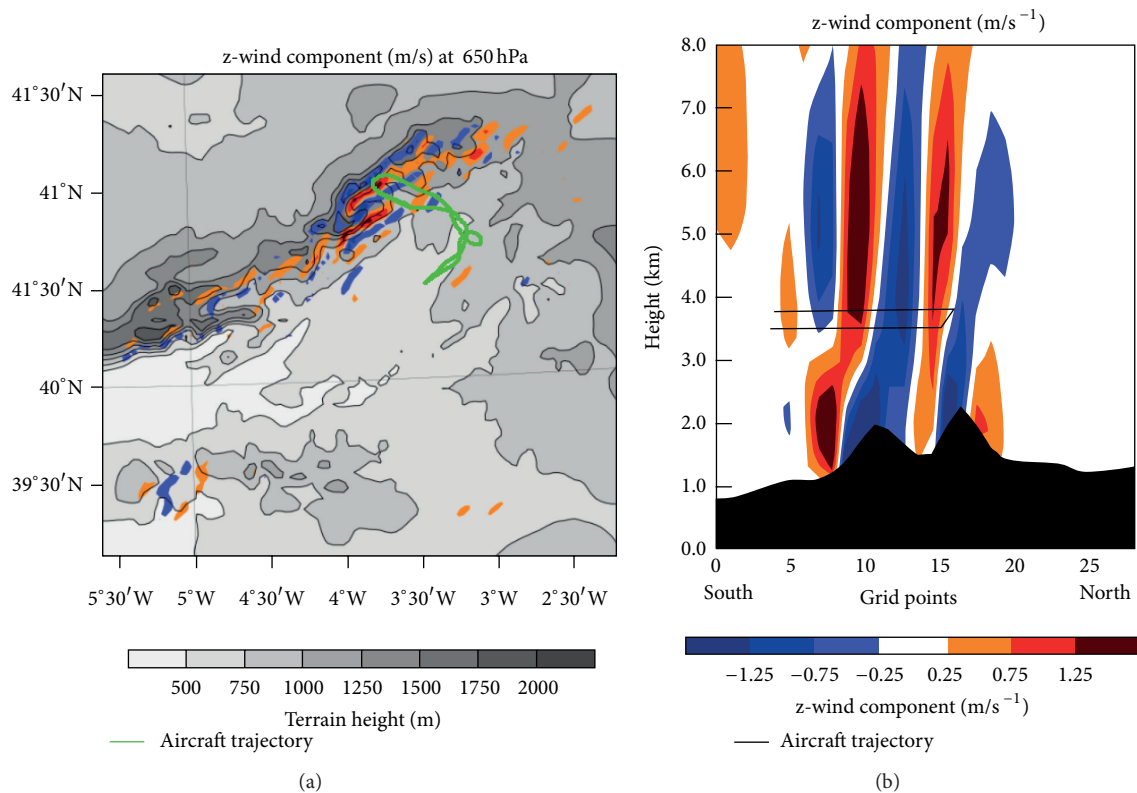 z-wind component (m/s) at 650 hPa
41°30′N
41°N
41°30′N
40°N
39°30′N
5°30′W
5°W
4°30′W
4°W
3°30′W
3°W
2°30′W
500
750
1000
1250
1500
1750
2000
Terrain height (m)
Aircraft trajectory
(a)
z-wind component (m/s⁻¹)
8.0
7.0
6.0
5.0
4.0
3.0
2.0
1.0
0.0
Height (km)
0
5
10
15
20
25
South
Grid points
North
−1.25
−0.75
−0.25
0.25
0.75
1.25
z-wind component (m/s⁻¹)
Aircraft trajectory
(b)